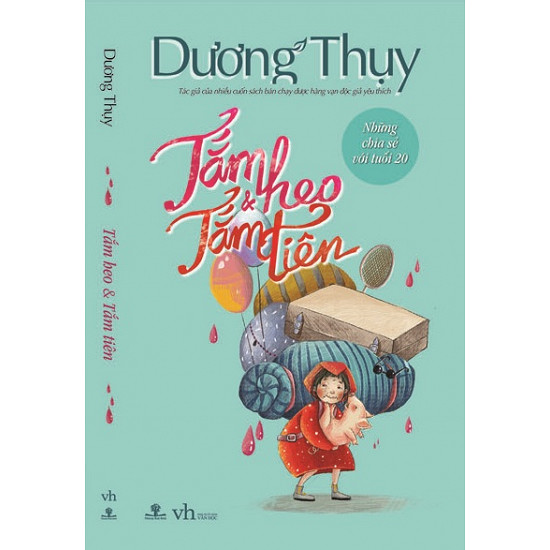 Dương Thụy
Tác giả của nhiều cuốn sách bán chạy được hàng vạn độc giả yêu thích
Những
chia sẻ
với tuổi 20
Tắm heo
&
Tắm tiên
vh
Dương Thụy
Tắm heo & Tắm tiên
vh